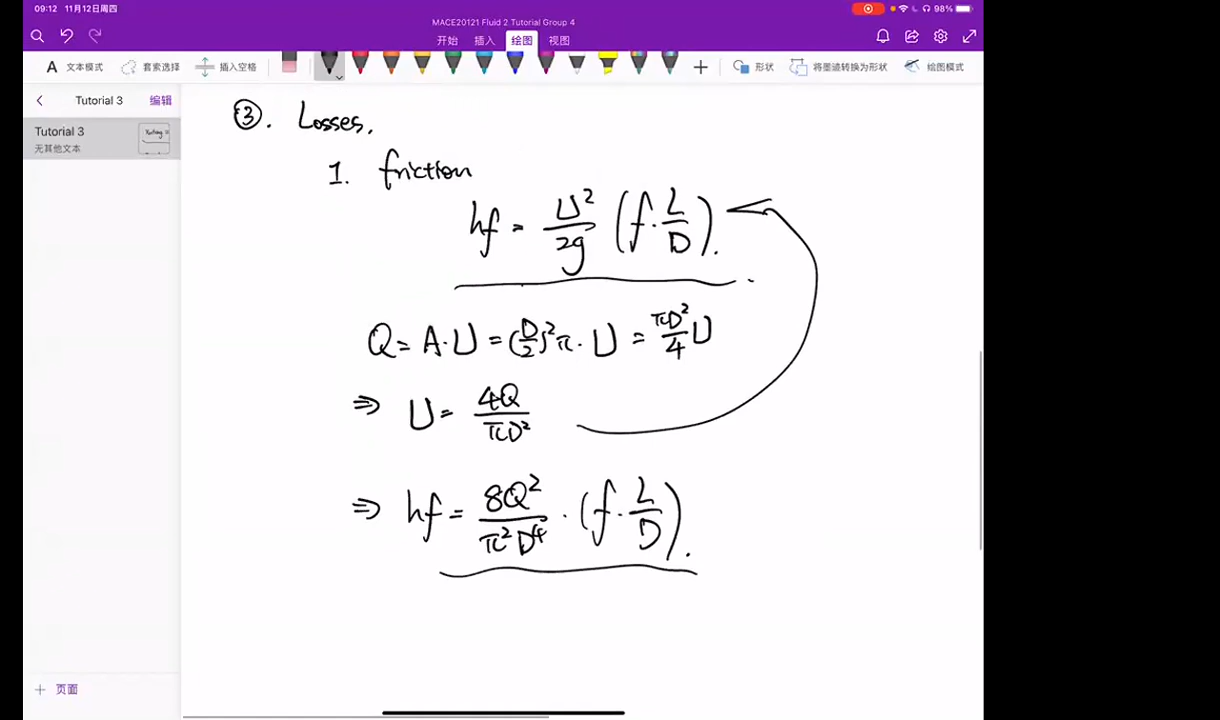 09:12 11月12日周四 98%
MACE20121 Fluid 2 Tutorial Group 4
开始 插入 绘图 视图
文本模式 套索选择 插入空格 形状 将墨迹转换为形状 绘图模式
Tutorial 3 编辑
Tutorial 3
无其他文本
③. Losses.
1. friction
hf = U²/2g (f · L/D).
Q = A·U = (D/2)²π · U = πD²/4 U
⇒ U = 4Q/πD²
⇒ hf = 8Q²/π²D⁴ · (f · L/D).
+ 页面